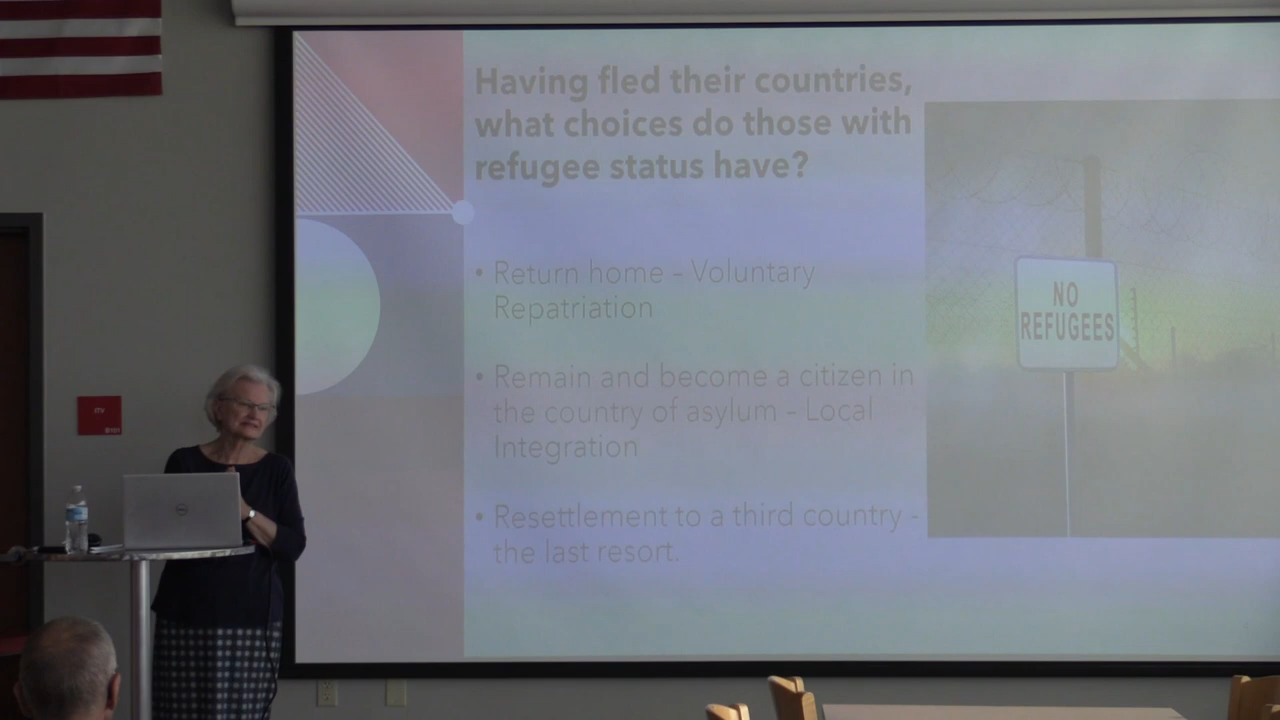 Having fled their countries,
what choices do those with
refugee status have?
• Return home – Voluntary
Repatriation
• Remain and become a citizen in
the country of asylum – Local
Integration
• Resettlement to a third country -
the last resort.
NO
REFUGEES
DELL